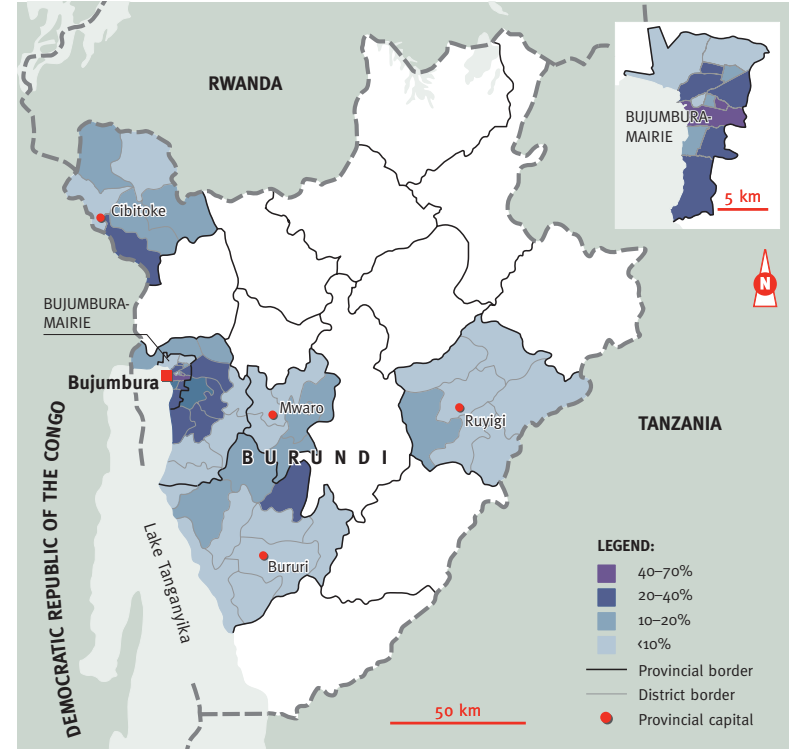 RWANDA
BUJUMBURA-
MAIRIE
5 km
Cibitoke
N
BUJUMBURA-
MAIRIE
Bujumbura
Mwaro
Ruyigi
TANZANIA
BURUNDI
DEMOCRATIC REPUBLIC OF THE CONGO
Lake Tanganyika
Bururi
LEGEND:
40–70%
20–40%
10–20%
<10%
Provincial border
District border
Provincial capital
50 km